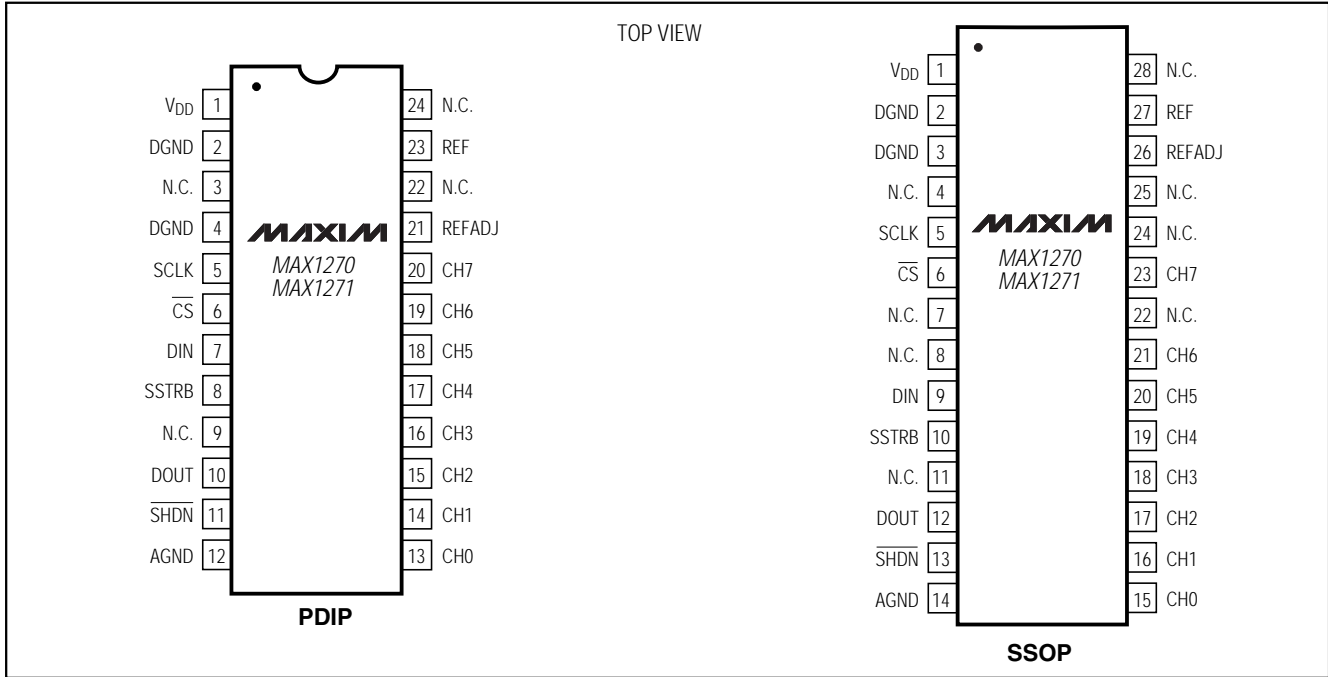 TOP VIEW
VDD 1
DGND 2
N.C. 3
DGND 4
SCLK 5
CS 6
DIN 7
SSTRB 8
N.C. 9
DOUT 10
SHDN 11
AGND 12
MAXIM
MAX1270
MAX1271
24 N.C.
23 REF
22 N.C.
21 REFADJ
20 CH7
19 CH6
18 CH5
17 CH4
16 CH3
15 CH2
14 CH1
13 CH0
PDIP
VDD 1
DGND 2
DGND 3
N.C. 4
SCLK 5
CS 6
N.C. 7
N.C. 8
DIN 9
SSTRB 10
N.C. 11
DOUT 12
SHDN 13
AGND 14
MAXIM
MAX1270
MAX1271
28 N.C.
27 REF
26 REFADJ
25 N.C.
24 N.C.
23 CH7
22 N.C.
21 CH6
20 CH5
19 CH4
18 CH3
17 CH2
16 CH1
15 CH0
SSOP